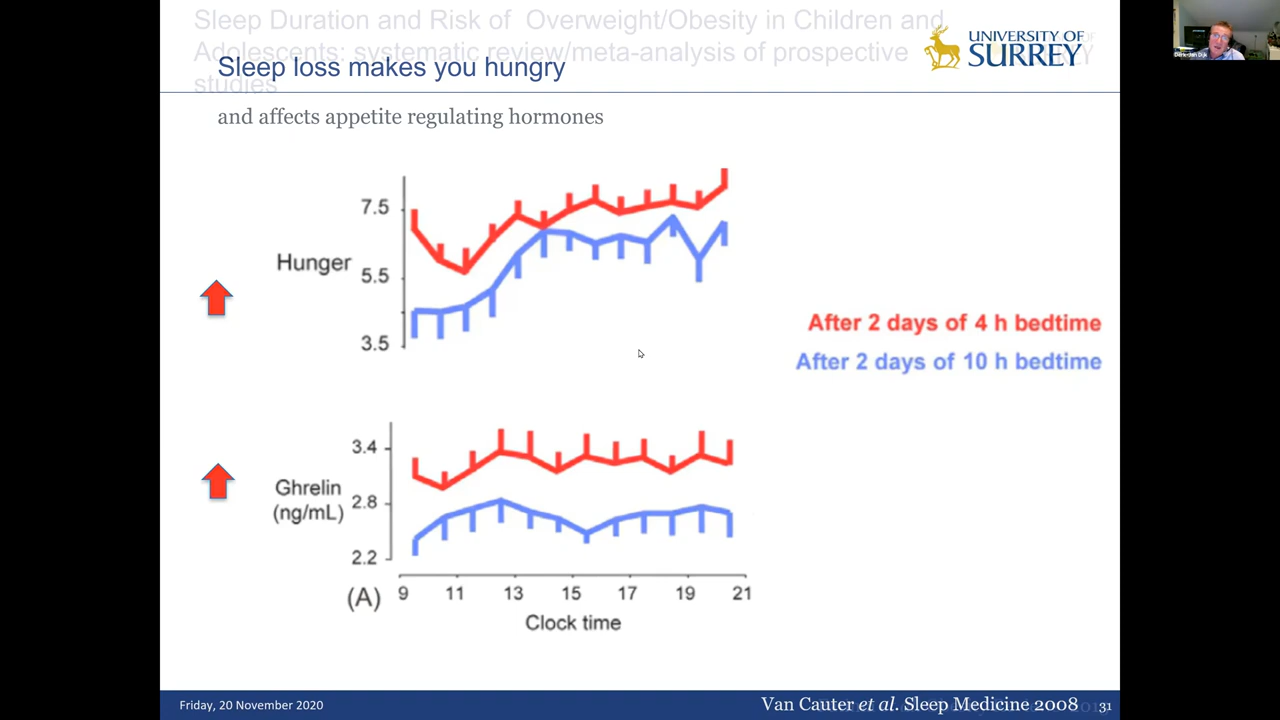 Sleep Duration and Risk of Overweight/Obesity in Children and
Adolescents: systematic review/meta-analysis of prospective
studies
Sleep loss makes you hungry
UNIVERSITY OF
SURREY
and affects appetite regulating hormones
7.5
Hunger
5.5
3.5
After 2 days of 4 h bedtime
After 2 days of 10 h bedtime
3.4
Ghrelin
(ng/mL)
2.8
2.2
(A)
9 11 13 15 17 19 21
Clock time
Friday, 20 November 2020
Van Cauter et al. Sleep Medicine 2008
31